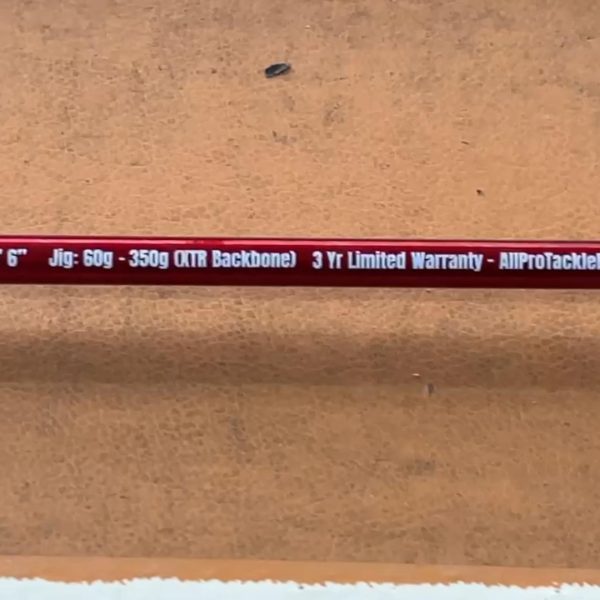 ' 6" Jig: 60g - 350g (XTR Backbone) 3 Yr Limited Warranty - AllProTackle